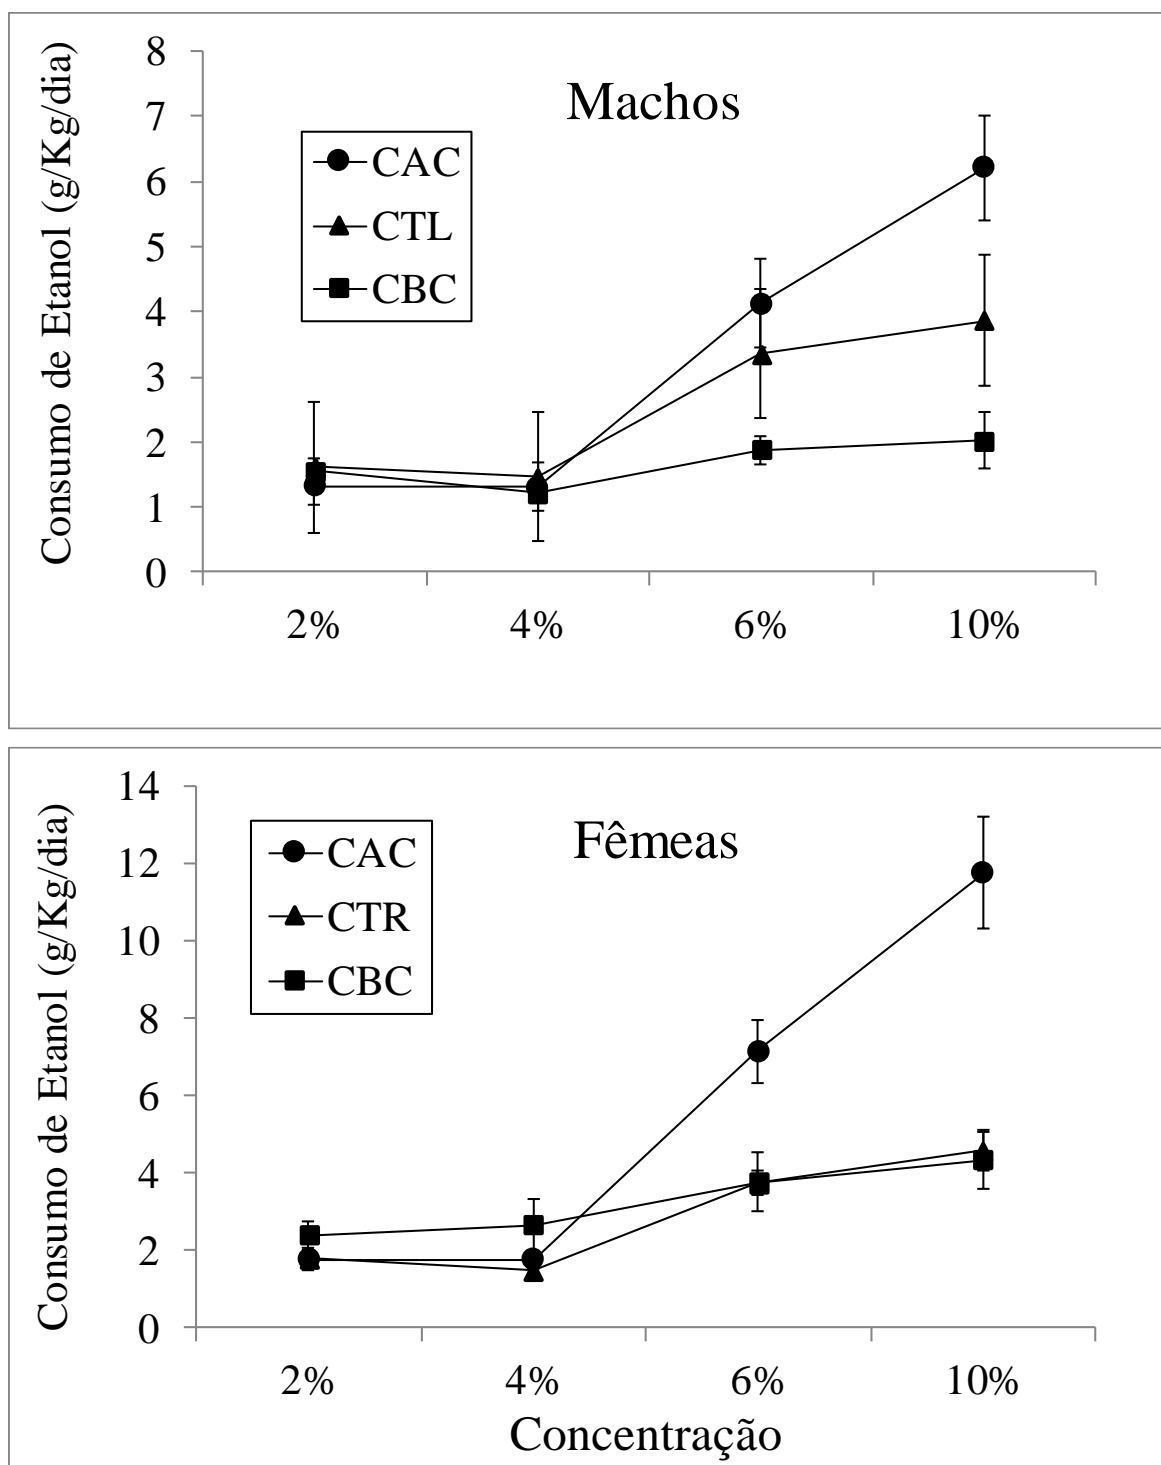 Consumo de Etanol (g/Kg/dia)
8
7
6
5
4
3
2
1
0
Machos
CAC
CTL
CBC
2% 4% 6% 10%
Consumo de Etanol (g/Kg/dia)
14
12
10
8
6
4
2
0
Fêmeas
CAC
CTR
CBC
2% 4% 6% 10%
Concentração